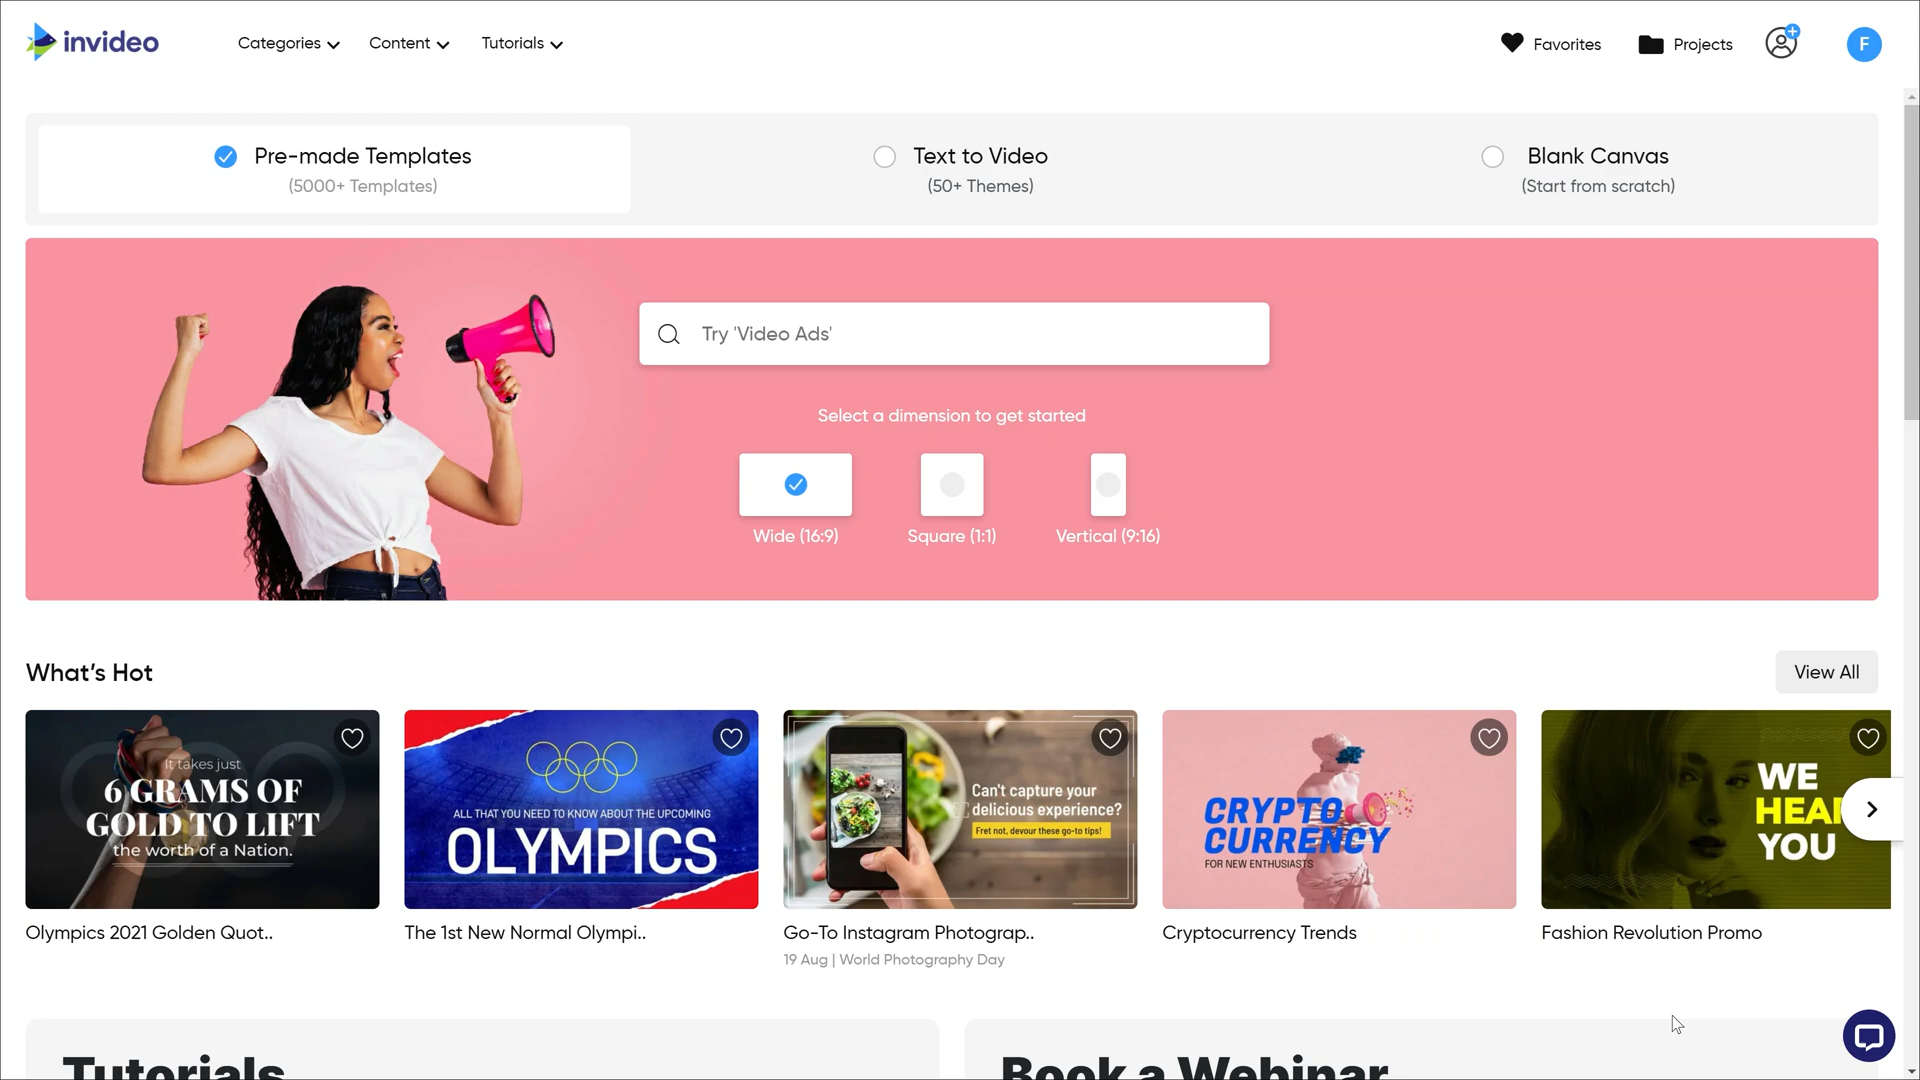 invideo
Categories
Content
Tutorials
Favorites
Projects
F
Pre-made Templates
(5000+ Templates)
Text to Video
(50+ Themes)
Blank Canvas
(Start from scratch)
Try 'Video Ads'
Select a dimension to get started
Wide (16:9)
Square (1:1)
Vertical (9:16)
What's Hot
View All
It takes just
6 GRAMS OF
GOLD TO LIFT
the worth of a Nation.
Olympics 2021 Golden Quot..
ALL THAT YOU NEED TO KNOW ABOUT THE UPCOMING
OLYMPICS
The 1st New Normal Olympi..
Can't capture your
delicious experience?
Fret not, devour these go-to tips!
Go-To Instagram Photograp..
19 Aug | World Photography Day
CRYPTO
CURRENCY
FOR NEW ENTHUSIASTS
Cryptocurrency Trends
WE
HEAR
YOU
Fashion Revolution Promo
Tutorials
Book a Webinar